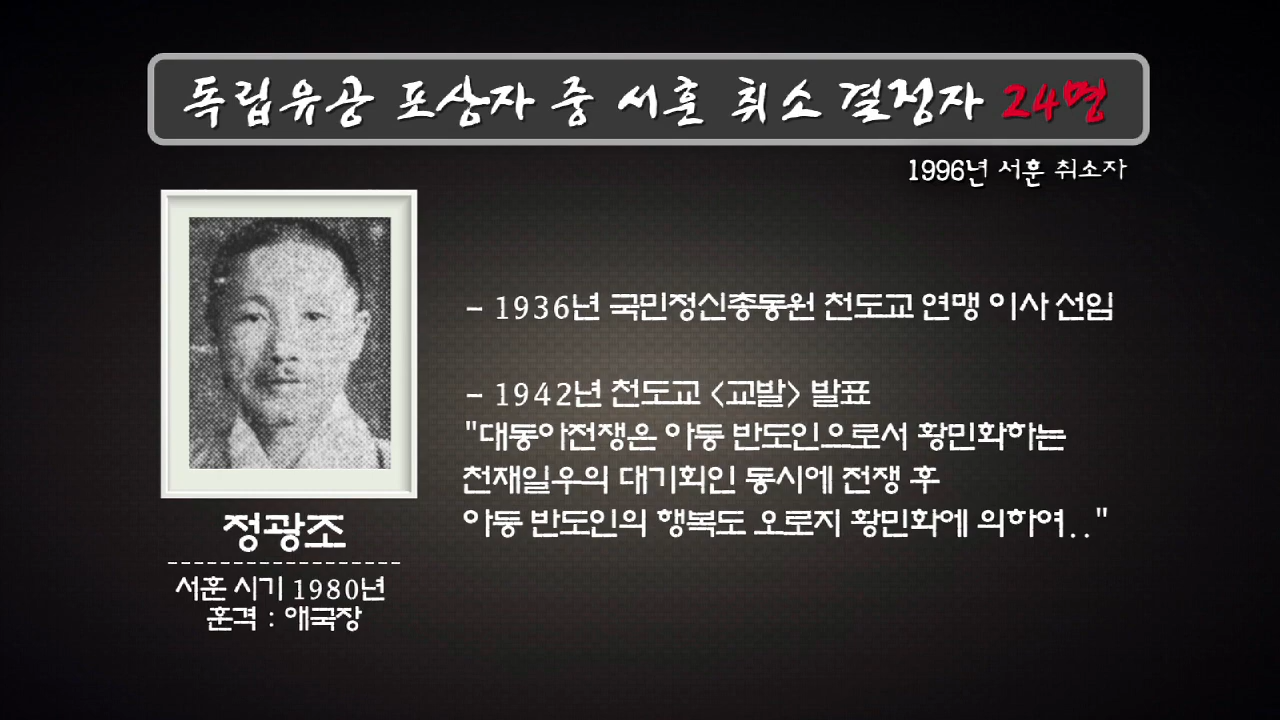 독립유공 포상자 중 서훈 취소 결정자 24명
1996년 서훈 취소자
- 1936년 국민정신총동원 천도교 연맹 이사 선임
- 1942년 천도교 <교발> 발표
"대동아전쟁은 아등 반도인으로서 황민화하는
천재일우의 대기회인 동시에 전쟁 후
아등 반도인의 행복도 오로지 황민화에 의하여.."
정광조
서훈 시기 1980년
훈격 : 애국장